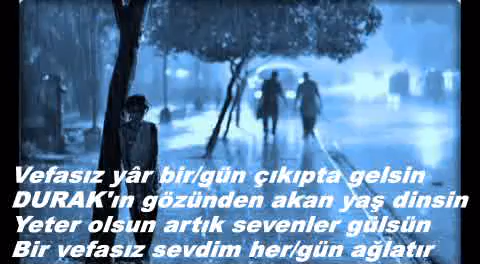 Vefasız yâr bir/gün çıkıpta gelsin
DURAK'ın gözünden akan yaş dinsin
Yeter olsun artık sevenler gülsün
Bir vefasız sevdim her/gün ağlatır